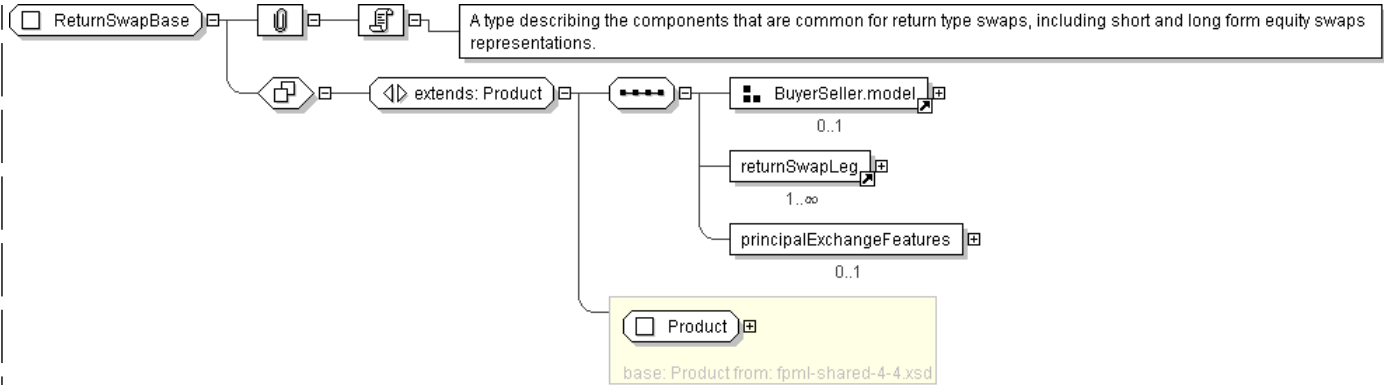 ReturnSwapBase
A type describing the components that are common for return type swaps, including short and long form equity swaps
representations.
extends: Product
BuyerSeller.model
0..1
returnSwapLeg
1..∞
principalExchangeFeatures
0..1
Product
base: Product from: fpml-shared-4-4.xsd